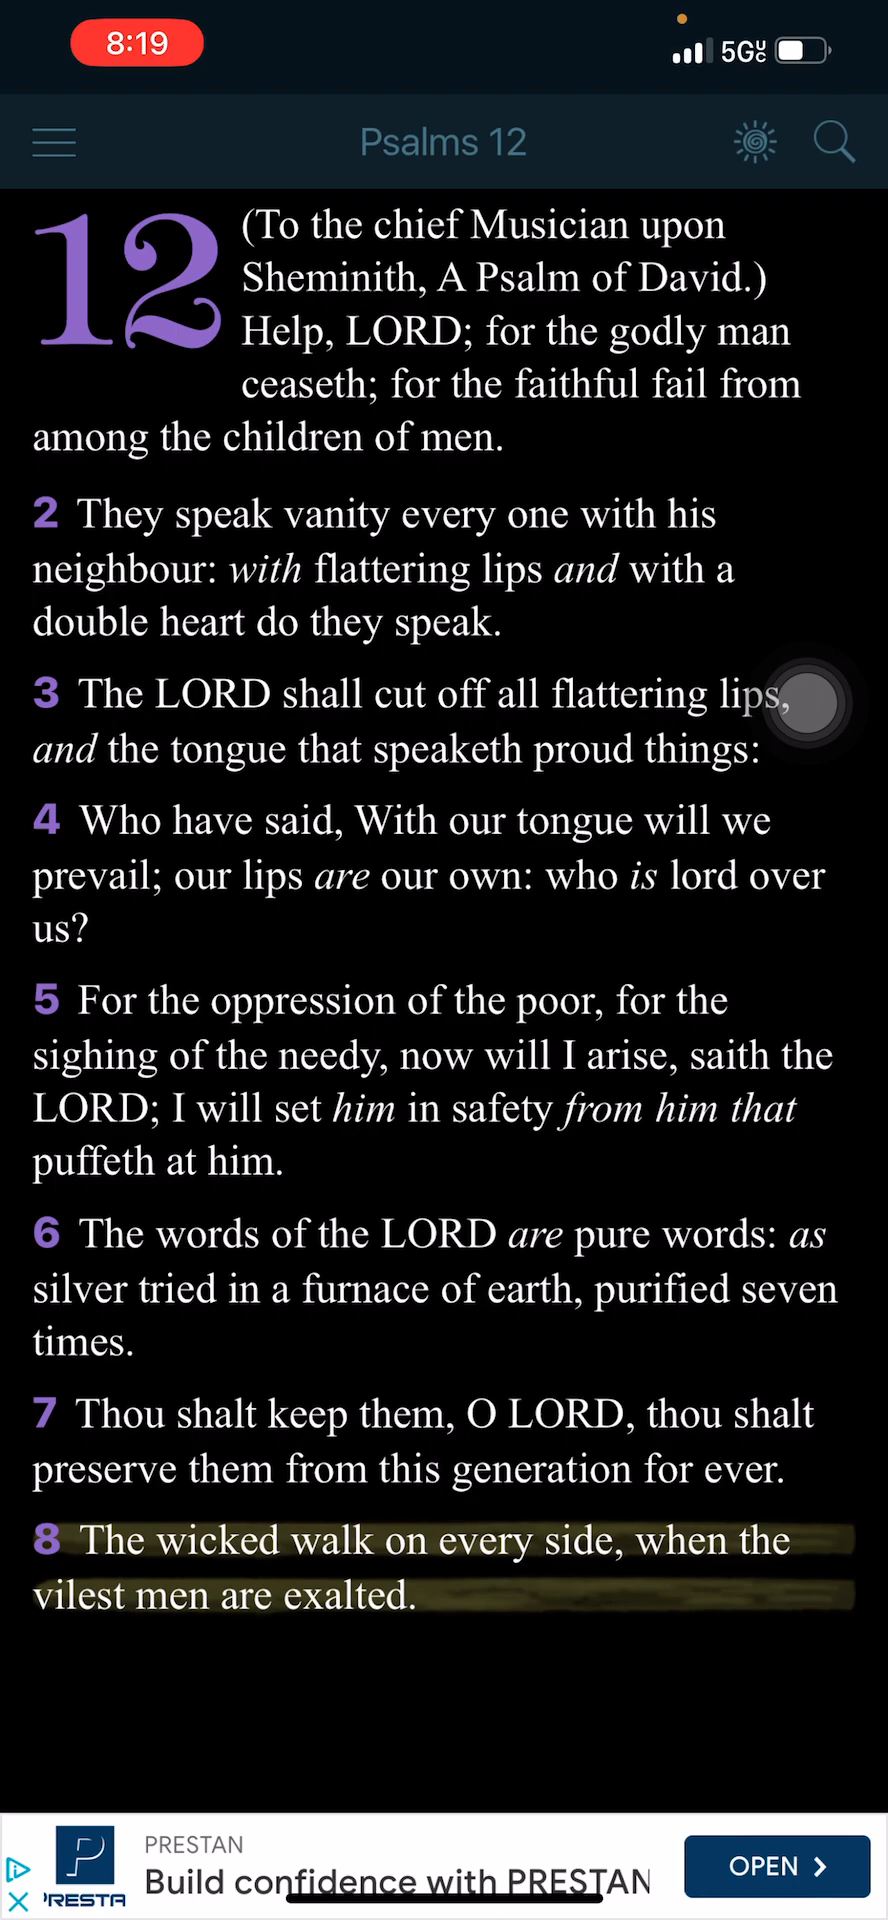 8:19
5GUC
Psalms 12
12
(To the chief Musician upon
Sheminith, A Psalm of David.)
Help, LORD; for the godly man
ceaseth; for the faithful fail from
among the children of men.
2 They speak vanity every one with his
neighbour: with flattering lips and with a
double heart do they speak.
3 The LORD shall cut off all flattering lips,
and the tongue that speaketh proud things:
4 Who have said, With our tongue will we
prevail; our lips are our own: who is lord over
us?
5 For the oppression of the poor, for the
sighing of the needy, now will I arise, saith the
LORD; I will set him in safety from him that
puffeth at him.
6 The words of the LORD are pure words: as
silver tried in a furnace of earth, purified seven
times.
7 Thou shalt keep them, O LORD, thou shalt
preserve them from this generation for ever.
8 The wicked walk on every side, when the
vilest men are exalted.
PRESTAN
Build confidence with PRESTAN
OPEN
PRESTA